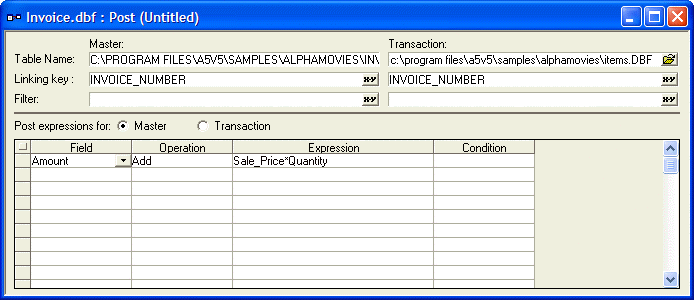 Invoice.dbf : Post (Untitled)
Master: Transaction:
Table Name: C:\PROGRAM FILES\A5V5\SAMPLES\ALPHAMOVIES\IN\ c:\program files\a5v5\samples\alphamovies\items.DBF
Linking key : INVOICE_NUMBER x-y INVOICE_NUMBER x-y
Filter: x-y x-y
Post expressions for: Master Transaction
Field Operation Expression Condition
Amount Add Sale_Price*Quantity